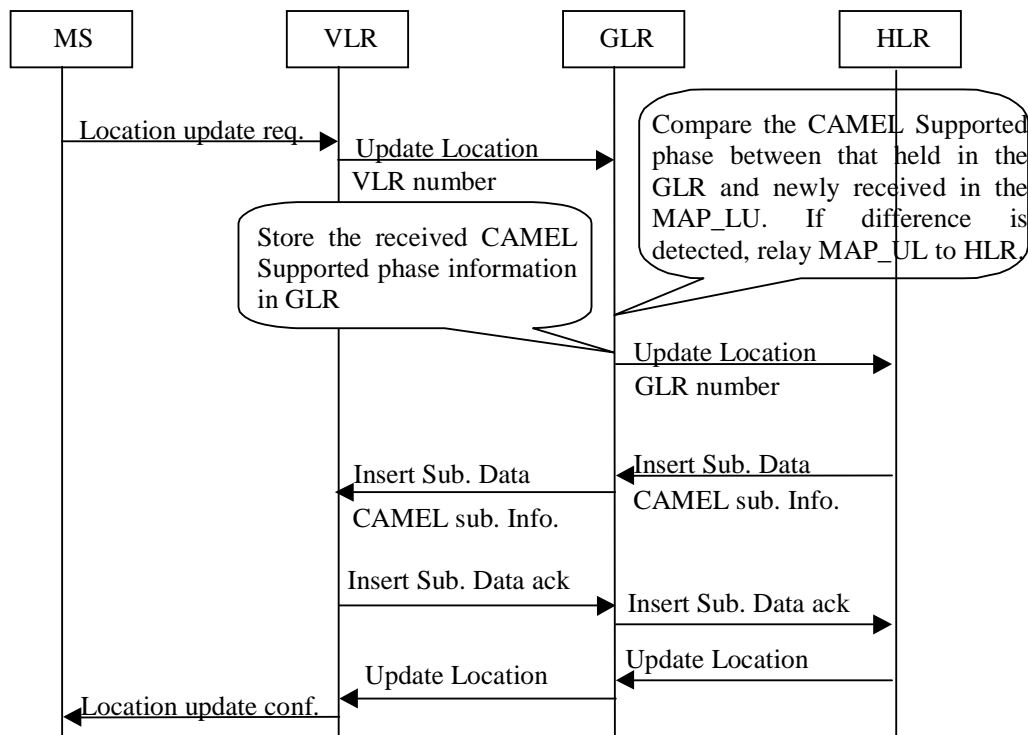 MS
VLR
GLR
HLR
Location update req.
Update Location
VLR number
Compare the CAMEL Supported
phase between that held in the
GLR and newly received in the
MAP_LU. If difference is
detected, relay MAP_UL to HLR.
Store the received CAMEL
Supported phase information
in GLR
Update Location
GLR number
Insert Sub. Data
CAMEL sub. Info.
Insert Sub. Data
CAMEL sub. Info.
Insert Sub. Data ack
Insert Sub. Data ack
Update Location
Update Location
Location update conf.